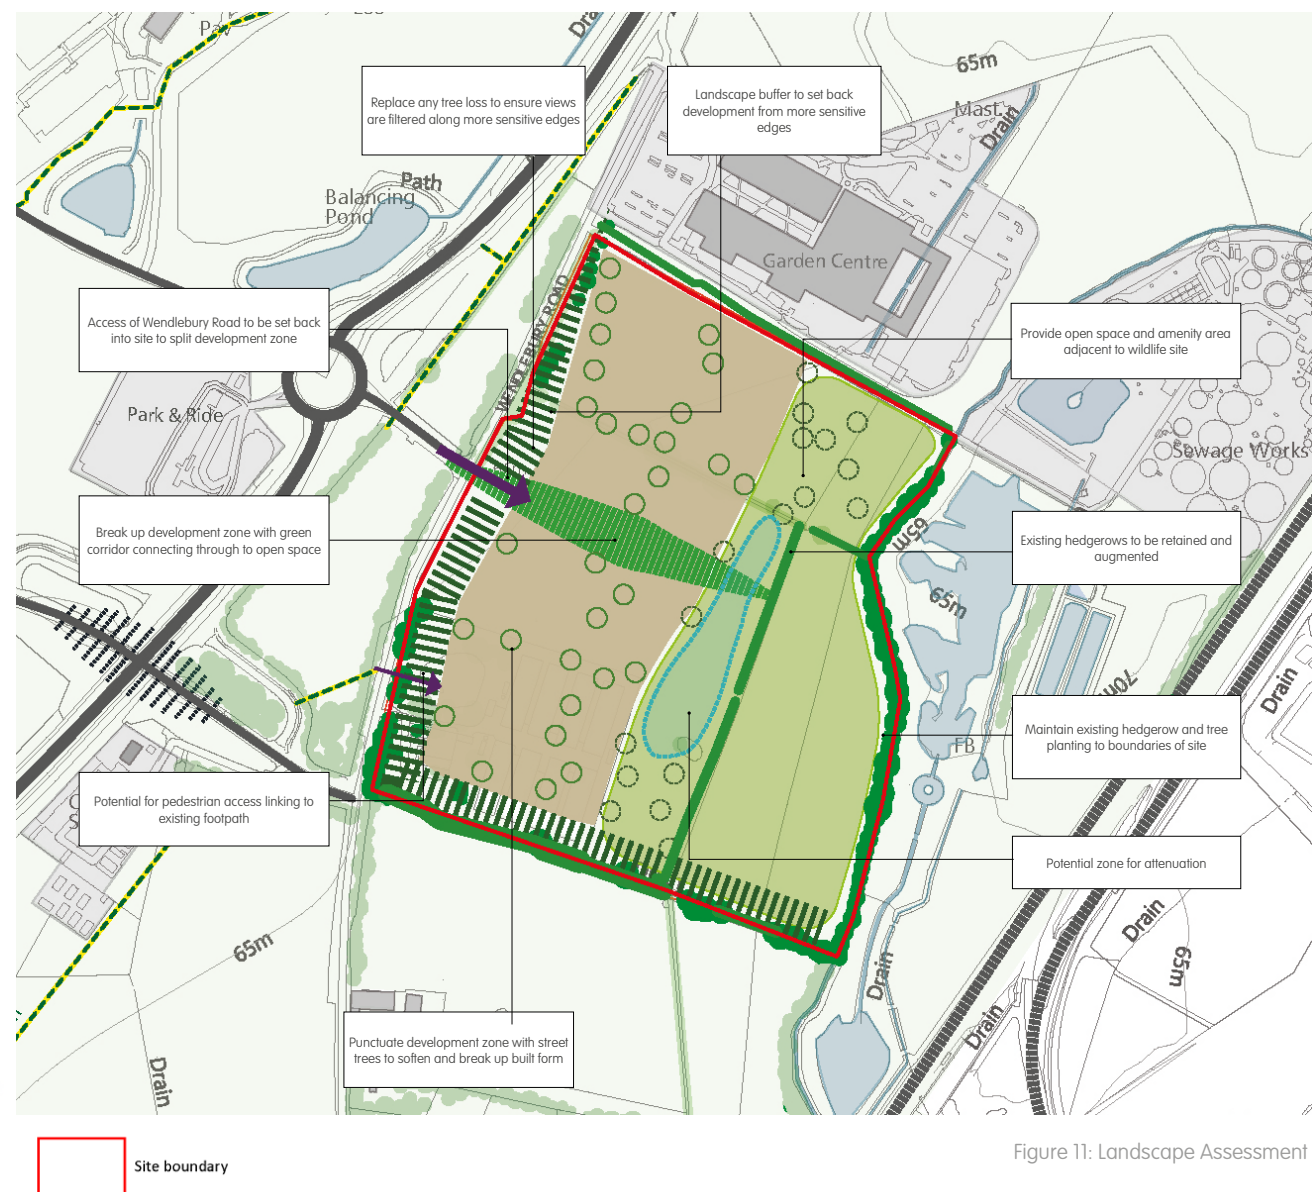 Pav
Drain
65m
Mast
Drain
Replace any tree loss to ensure views
are filtered along more sensitive edges
Landscape buffer to set back
development from more sensitive
edges
Path
Balancing
Pond
Garden Centre
WENDLEBURY ROAD
Access of Wendlebury Road to be set back
into site to split development zone
Provide open space and amenity area
adjacent to wildlife site
Park & Ride
Sewage Works
Break up development zone with green
corridor connecting through to open space
65m
Existing hedgerows to be retained and
augmented
65m
70m
Drain
Maintain existing hedgerow and tree
planting to boundaries of site
FB
Potential for pedestrian access linking to
existing footpath
Potential zone for attenuation
65m
Drain
65m
Drain
Drain
Punctuate development zone with street
trees to soften and break up built form
Drain
Figure 11: Landscape Assessment
Site boundary